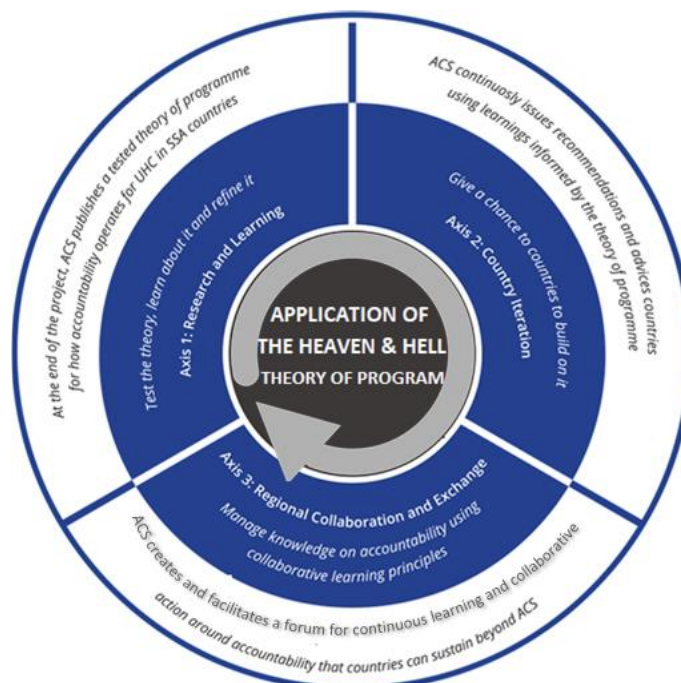 APPLICATION OF
THE HEAVEN & HELL
THEORY OF PROGRAM
At the end of the project, ACS publishes a tested theory of programme
for how accountability operates for UHC in SSA countries
Test the theory, learn about it and refine it
Axis 1: Research and Learning
ACS continuosly issues recommendations and advices countries
using learnings informed by the theory of programme
Give a chance to countries to build on it
Axis 2: Country Iteration
Axis 3: Regional Collaboration and Exchange
Manage knowledge on accountability using
collaborative learning principles
ACS creates and facilitates a forum for continuous learning and collaborative
action around accountability that countries can sustain beyond ACS